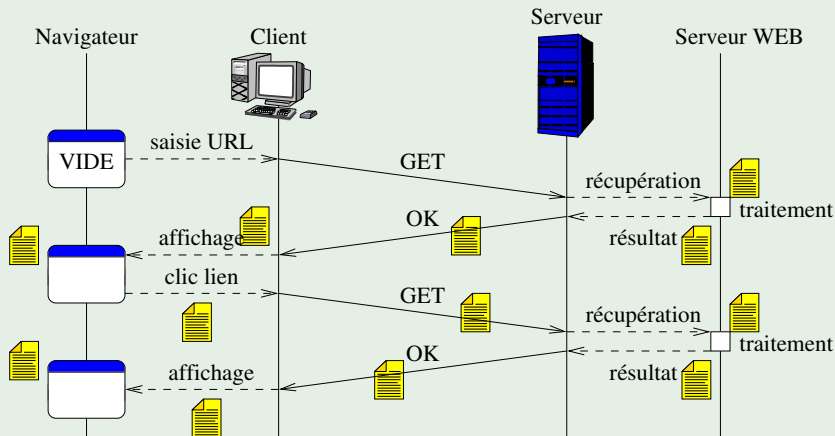 Navigateur
Client
Serveur
Serveur WEB
VIDE
saisie URL
GET
récupération
traitement
OK
résultat
affichage
clic lien
GET
récupération
traitement
OK
résultat
affichage